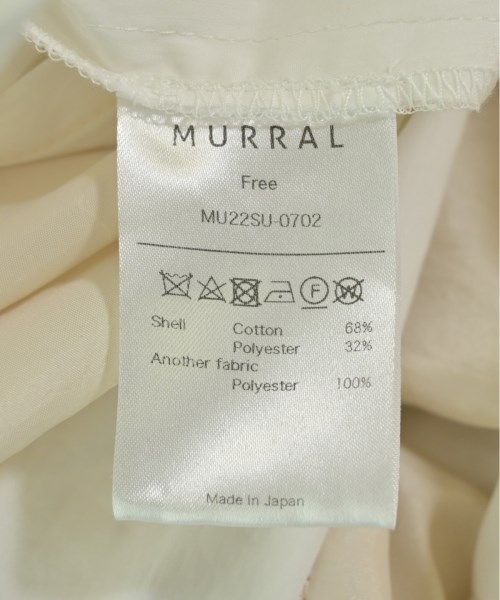 MURRAL
Free
MU22SU-0702
F W
Shell Cotton 68%
Polyester 32%
Another fabric
Polyester 100%
Made in Japan